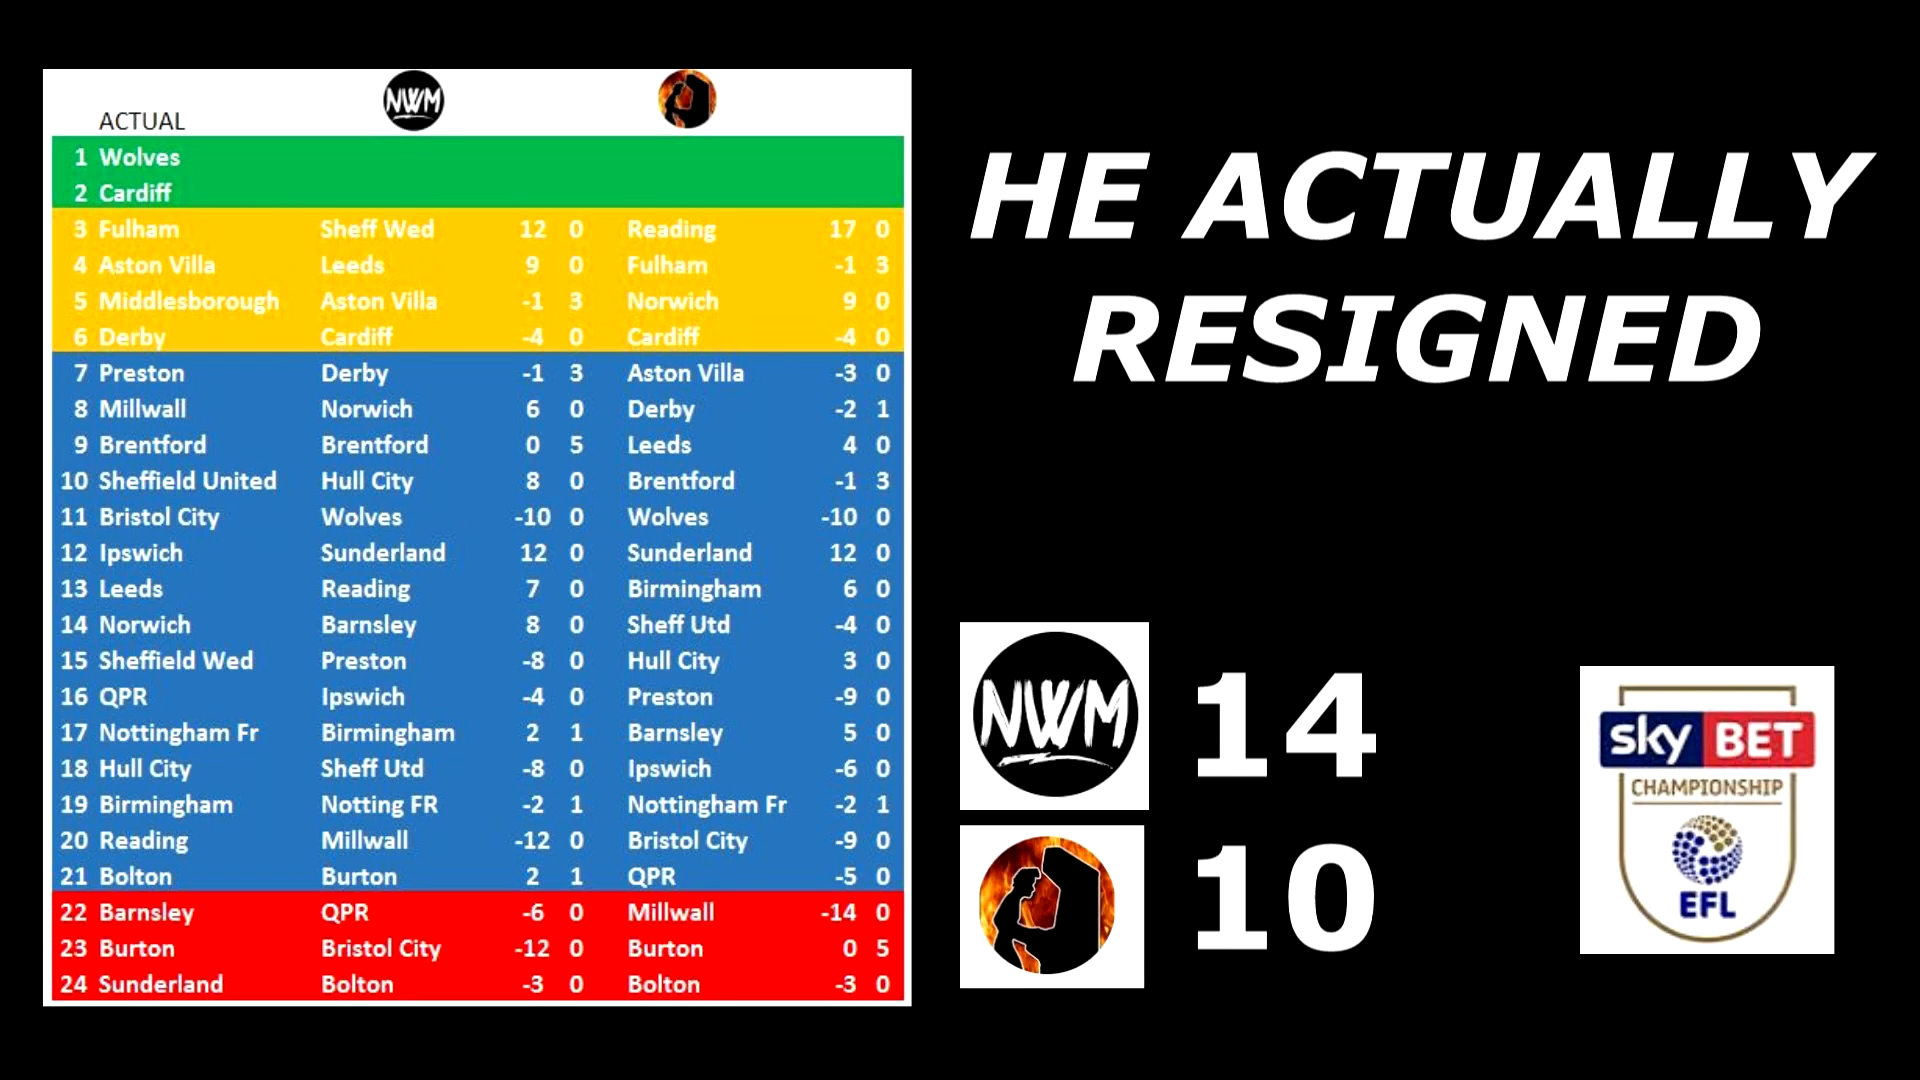 NWM
ACTUAL
1 Wolves
2 Cardiff
3 Fulham Sheff Wed 12 0 Reading 17 0
4 Aston Villa Leeds 9 0 Fulham -1 3
5 Middlesborough Aston Villa -1 3 Norwich 9 0
6 Derby Cardiff -4 0 Cardiff -4 0
7 Preston Derby -1 3 Aston Villa -3 0
8 Millwall Norwich 6 0 Derby -2 1
9 Brentford Brentford 0 5 Leeds 4 0
10 Sheffield United Hull City 8 0 Brentford -1 3
11 Bristol City Wolves -10 0 Wolves -10 0
12 Ipswich Sunderland 12 0 Sunderland 12 0
13 Leeds Reading 7 0 Birmingham 6 0
14 Norwich Barnsley 8 0 Sheff Utd -4 0
15 Sheffield Wed Preston -8 0 Hull City 3 0
16 QPR Ipswich -4 0 Preston -9 0
17 Nottingham Fr Birmingham 2 1 Barnsley 5 0
18 Hull City Sheff Utd -8 0 Ipswich -6 0
19 Birmingham Notting FR -2 1 Nottingham Fr -2 1
20 Reading Millwall -12 0 Bristol City -9 0
21 Bolton Burton 2 1 QPR -5 0
22 Barnsley QPR -6 0 Millwall -14 0
23 Burton Bristol City -12 0 Burton 0 5
24 Sunderland Bolton -3 0 Bolton -3 0
HE ACTUALLY
RESIGNED
NWM 14
10
sky BET
CHAMPIONSHIP
EFL